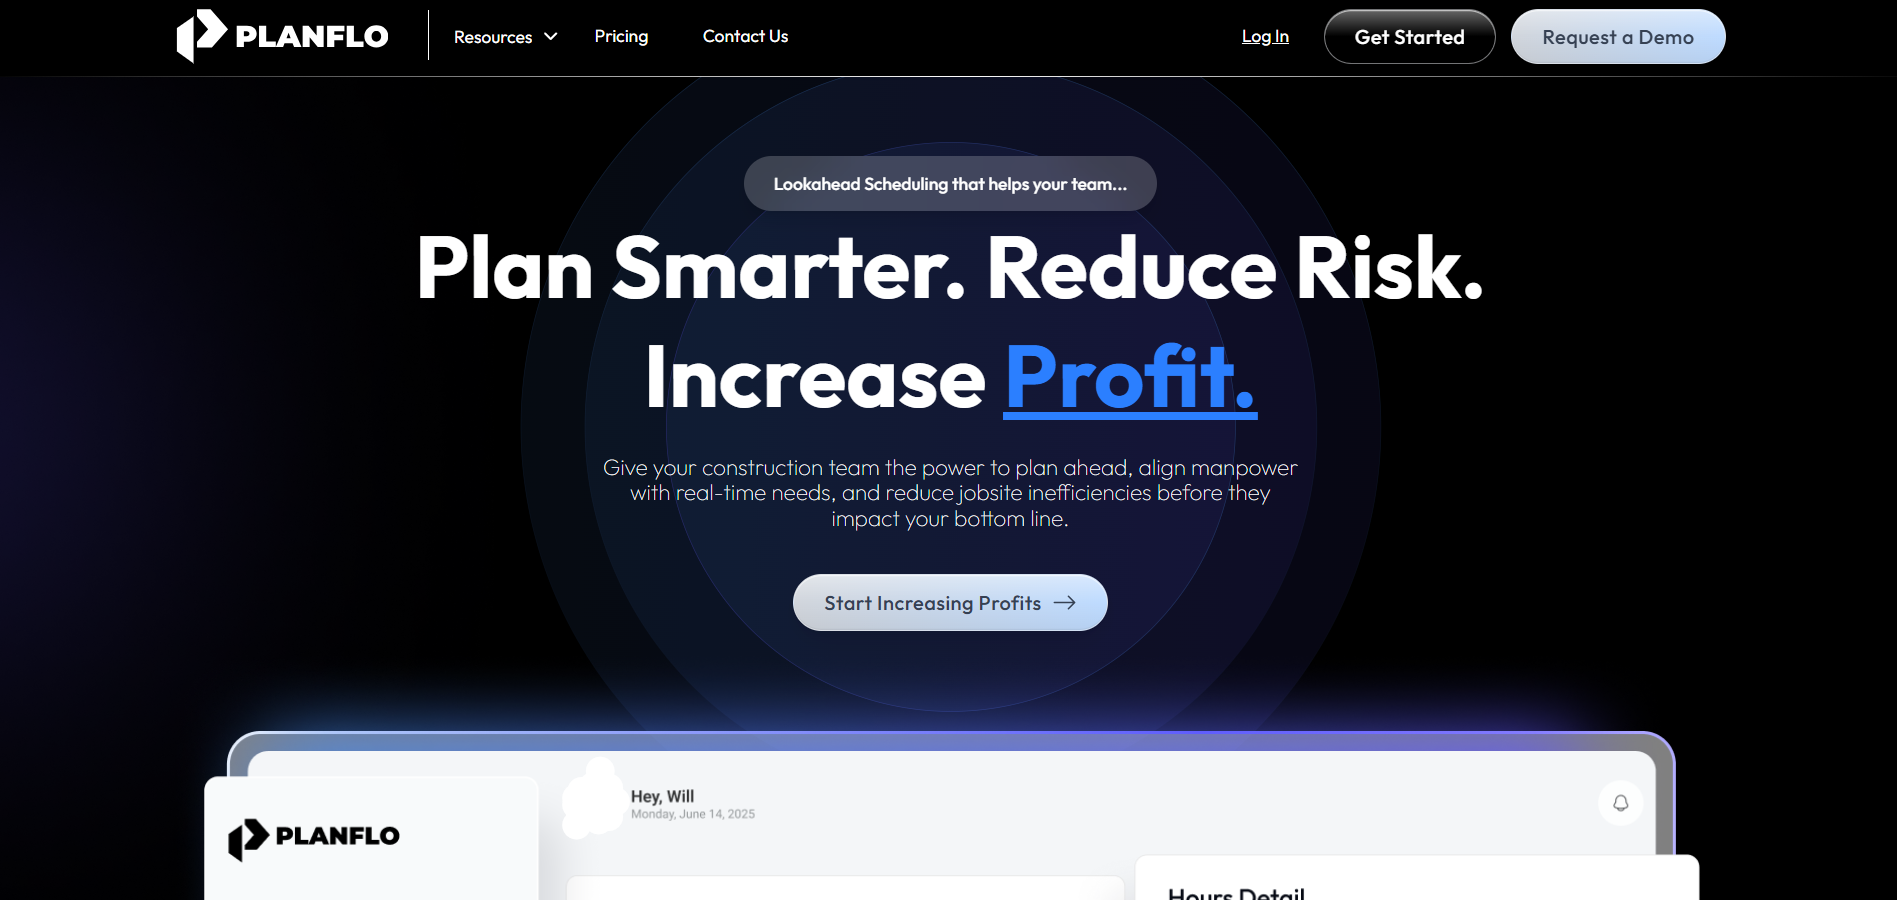 PLANFLO
Resources
Pricing
Contact Us
Log In
Get Started
Request a Demo
Lookahead Scheduling that helps your team...
Plan Smarter. Reduce Risk.
Increase Profit.
Give your construction team the power to plan ahead, align manpower
with real-time needs, and reduce jobsite inefficiencies before they
impact your bottom line.
Start Increasing Profits
Hey, Will
Monday, June 14, 2025
PLANFLO
Hours Detail